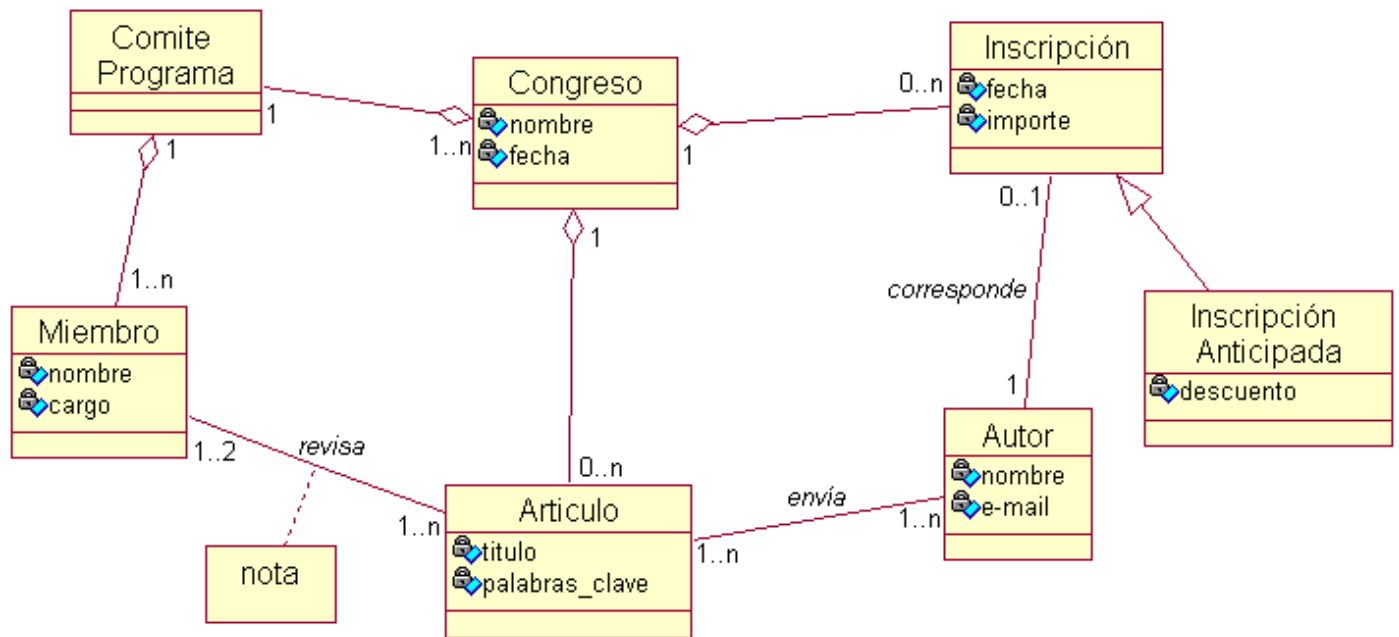 Comite
Programa
1
1
Congreso
nombre
fecha
1..n
1
1
Inscripción
fecha
importe
0..n
0..1
corresponde
1
Inscripción
Anticipada
descuento
1..n
Miembro
nombre
cargo
1..2
revisa
nota
0..n
1..n
Articulo
titulo
palabras_clave
1..n
envía
1..n
Autor
nombre
e-mail